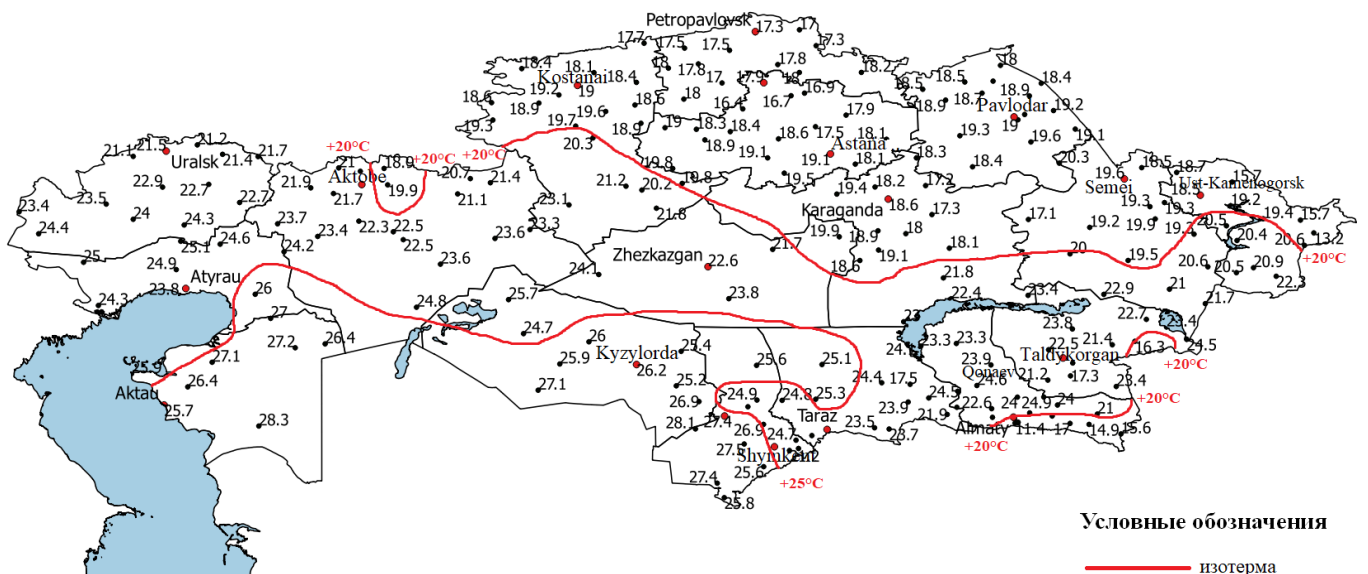 Petropavlovsk 17.3 17
17.7 17.5 17.5 17.3
18.4 18.1 18 17.8 17.8 18.2 18
Kostanai 18.4 17 17.9 18 18.5 18.5 18.4
19.2 19 18.6 18 16.4 16.7 16.9 18.9 18.7 18.9
18.6 18.9 19.6 17.9 Pavlodar 19.2
19.3 19.7 18.9 19 18.3 18.4 18.6 17.5 18.1 19.3 19 19.6 19.1
20.3 18.9 Astana
21.1 21.5 21.2 21.4 21.7 +20°C +20°C +20°C
Uralsk 21 18.9 19.8 19.1 19.1 18.1 18.3 18.4 20.3 18.5 18.7 15.7
22.9 22.7 21.9 Aktobe 19.9 20.7 21.4 21.2 20.2 19.8 19.5 19.4 18.2 17.2 19.6 Semei 18.5 Ust-Kamenogorsk
23.5 22.7 21.7 21.1 23.1 21.8 Karaganda 18.6 17.3 17.1 19.3 19.3 19.2 19.4 15.7
23.4 24 24.3 23.7 22.3 22.5 23.3 19.9 18.9 18 19.2 19.9 20.5 20.4 20.6 13.2
24.4 25.1 24.6 24.2 23.4 22.5 23.6 21.7 19.1 18.1 20 19.5 +20°C
25 24.9 23.6 24.1 Zhezkazgan 22.6 18.6 21.8 20.6 20.5 20.9
Atyrau 22.3
24.3 23.8 26 24.8 25.7 23.8 22.4 23.4 22.9 21 21.7
27 24.7 26 23 23.8 22.7 23.4
27.2 26.4 25.4 23.3 23.3 22.5 21.4 24.5
25.9 27.1 25.9 Kyzylorda 25.6 25.1 23.9 Taldykorgan 16.3
26.2 Qonaev +20°C
Aktau 26.4 27.1 25.2 24.4 17.5 24.6 21.2 17.3 23.4
25.7 26.9 24.9 24.8 25.3 23.9 24.5 22.6 24 24.9 24 21 +20°C
28.3 28.1 27.4 26.9 24.7 Taraz 23.5 23.7 21.9 Almaty 11.4 17 14.9 15.6
27.5 Shymkent +20°C
27.4 25.6 +25°C
25.8
Условные обозначения
изотерма